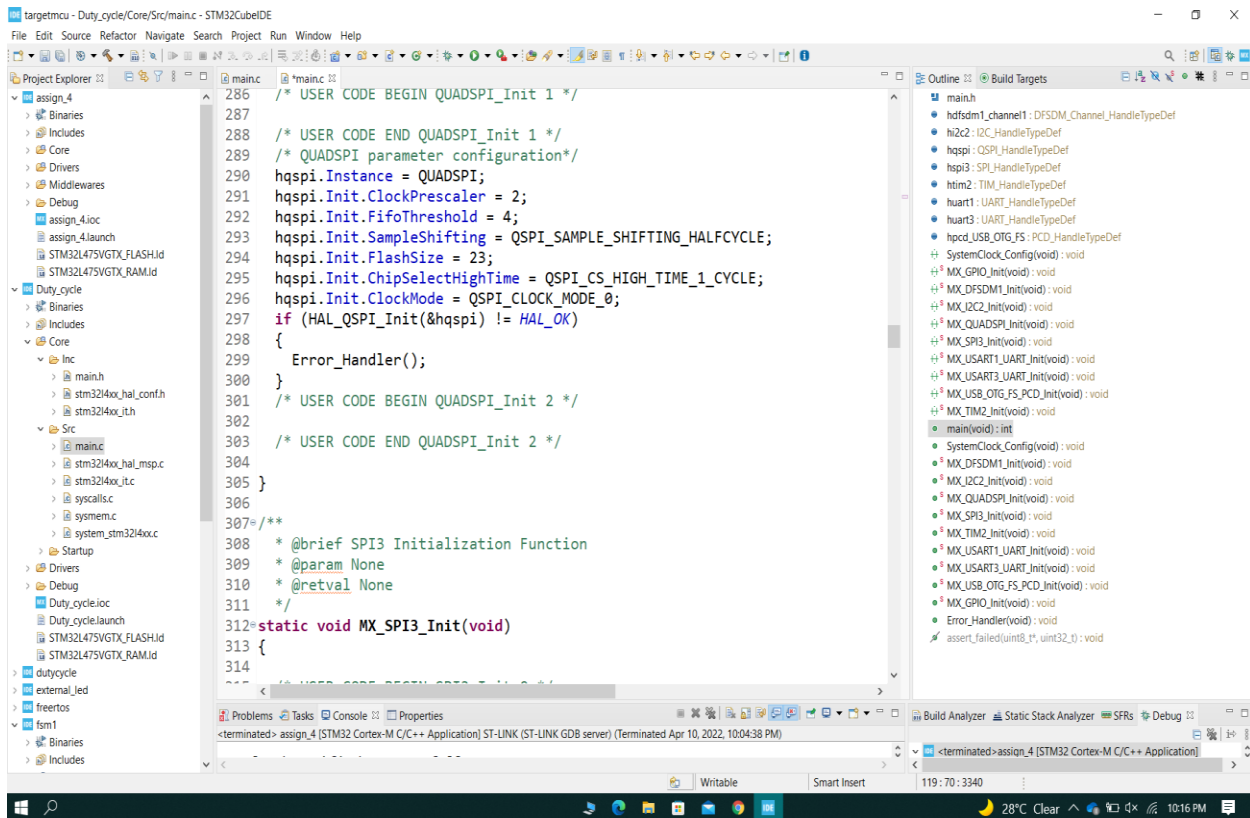 targetmcu - Duty_cycle/Core/Src/main.c - STM32CubeIDE
File Edit Source Refactor Navigate Search Project Run Window Help
Project Explorer
assign_4
Binaries
Includes
Core
Drivers
Middlewares
Debug
assign_4.ioc
assign_4.launch
STM32L475VGTX_FLASH.ld
STM32L475VGTX_RAM.ld
Duty_cycle
Binaries
Includes
Core
Inc
main.h
stm32l4xx_hal_conf.h
stm32l4xx_it.h
Src
main.c
stm32l4xx_hal_msp.c
stm32l4xx_it.c
syscalls.c
sysmem.c
system_stm32l4xx.c
Startup
Drivers
Debug
Duty_cycle.ioc
Duty_cycle.launch
STM32L475VGTX_FLASH.ld
STM32L475VGTX_RAM.ld
dutycycle
external_led
freertos
fsm1
Binaries
Includes
main.c *main.c
286 /* USER CODE BEGIN QUADSPI_Init 1 */
287
288 /* USER CODE END QUADSPI_Init 1 */
289 /* QUADSPI parameter configuration*/
290 hqspi.Instance = QUADSPI;
291 hqspi.Init.ClockPrescaler = 2;
292 hqspi.Init.FifoThreshold = 4;
293 hqspi.Init.SampleShifting = QSPI_SAMPLE_SHIFTING_HALFCYCLE;
294 hqspi.Init.FlashSize = 23;
295 hqspi.Init.ChipSelectHighTime = QSPI_CS_HIGH_TIME_1_CYCLE;
296 hqspi.Init.ClockMode = QSPI_CLOCK_MODE_0;
297 if (HAL_QSPI_Init(&hqspi) != HAL_OK)
298 {
299 Error_Handler();
300 }
301 /* USER CODE BEGIN QUADSPI_Init 2 */
302
303 /* USER CODE END QUADSPI_Init 2 */
304
305 }
306
307 /**
308 * @brief SPI3 Initialization Function
309 * @param None
310 * @retval None
311 */
312 static void MX_SPI3_Init(void)
313 {
314
Outline Build Targets
main.h
hdfsdm1_channel1 : DFSDM_Channel_HandleTypeDef
hi2c2 : I2C_HandleTypeDef
hqspi : QSPI_HandleTypeDef
hspi3 : SPI_HandleTypeDef
htim2 : TIM_HandleTypeDef
huart1 : UART_HandleTypeDef
huart3 : UART_HandleTypeDef
hpcd_USB_OTG_FS : PCD_HandleTypeDef
SystemClock_Config(void) : void
MX_GPIO_Init(void) : void
MX_DFSDM1_Init(void) : void
MX_I2C2_Init(void) : void
MX_QUADSPI_Init(void) : void
MX_SPI3_Init(void) : void
MX_USART1_UART_Init(void) : void
MX_USART3_UART_Init(void) : void
MX_USB_OTG_FS_PCD_Init(void) : void
MX_TIM2_Init(void) : void
main(void) : int
SystemClock_Config(void) : void
MX_DFSDM1_Init(void) : void
MX_I2C2_Init(void) : void
MX_QUADSPI_Init(void) : void
MX_SPI3_Init(void) : void
MX_TIM2_Init(void) : void
MX_USART1_UART_Init(void) : void
MX_USART3_UART_Init(void) : void
MX_USB_OTG_FS_PCD_Init(void) : void
MX_GPIO_Init(void) : void
Error_Handler(void) : void
assert_failed(uint8_t*, uint32_t) : void
Problems Tasks Console Properties
<terminated> assign_4 [STM32 Cortex-M C/C++ Application] ST-LINK (ST-LINK GDB server) (Terminated Apr 10, 2022, 10:04:38 PM)
Build Analyzer Static Stack Analyzer SFRs Debug
<terminated>assign_4 [STM32 Cortex-M C/C++ Application]
Writable Smart Insert 119 : 70 : 3340
28°C Clear 10:16 PM